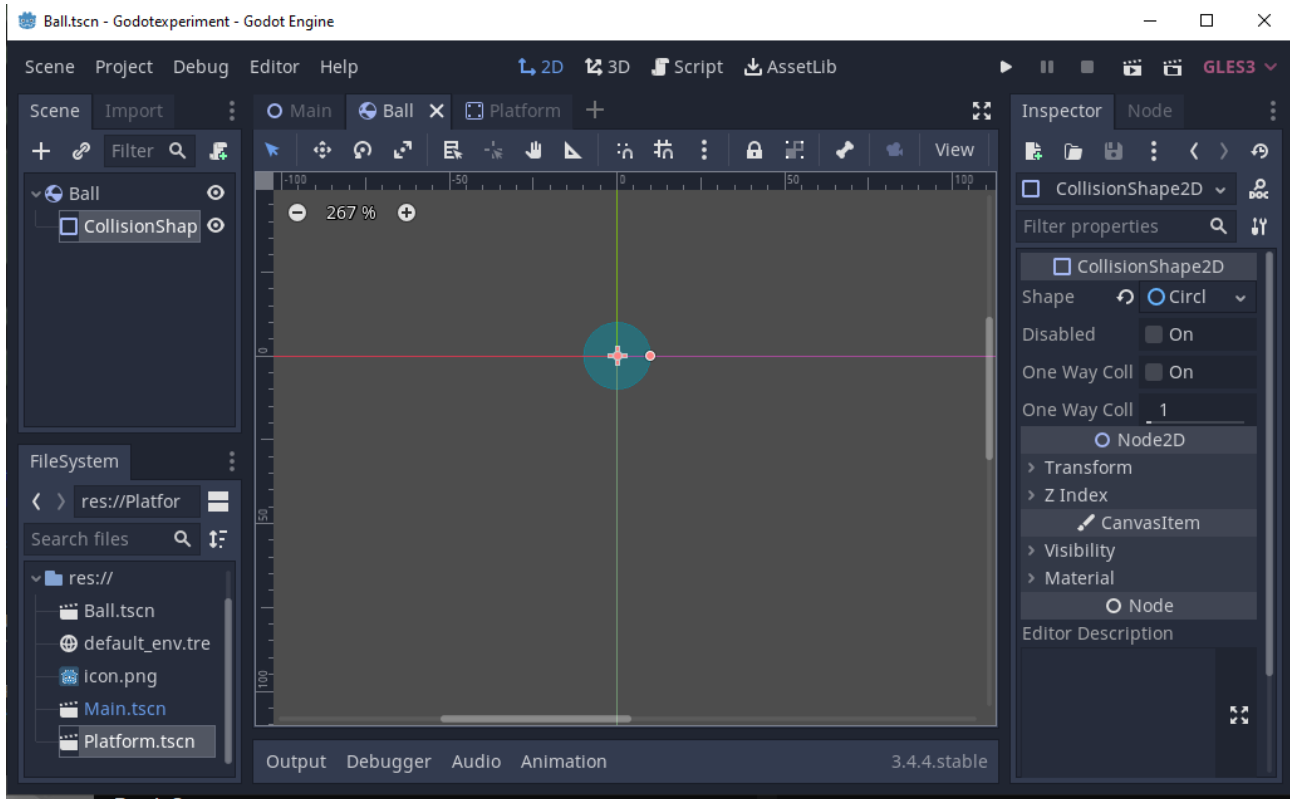 Ball.tscn - Godotexperiment - Godot Engine
Scene Project Debug Editor Help 2D 3D Script AssetLib GLES3
Scene Import
Main Ball Platform
Inspector Node
Filter
View
Ball
CollisionShap
-100 -50 0 50 100
267 %
0
50
100
CollisionShape2D
DOC
Filter properties
CollisionShape2D
Shape Circl
Disabled On
One Way Coll On
One Way Coll 1
Node2D
Transform
Z Index
CanvasItem
Visibility
Material
Node
Editor Description
FileSystem
res://Platfor
Search files
res://
Ball.tscn
default_env.tre
icon.png
Main.tscn
Platform.tscn
Output Debugger Audio Animation 3.4.4.stable